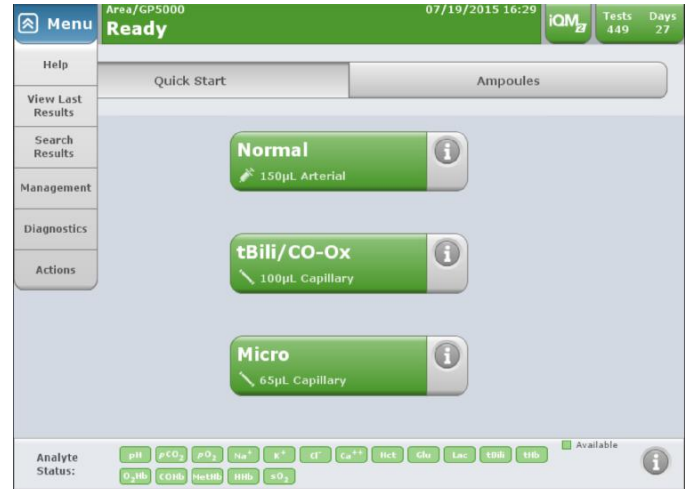 Menu
Area/GP5000
Ready
07/19/2015 16:29
iQM2
Tests Days
449 27
Help
View Last
Results
Search
Results
Management
Diagnostics
Actions
Quick Start
Ampoules
Normal
150µL Arterial
tBili/CO-Ox
100µL Capillary
Micro
65µL Capillary
Analyte
Status:
pH pCO₂ pO₂ Na⁺ K⁺ Cl⁻ Ca⁺⁺ Hct Glu Lac tBili tHb
O₂Hb COHb MetHb HHb sO₂
Available